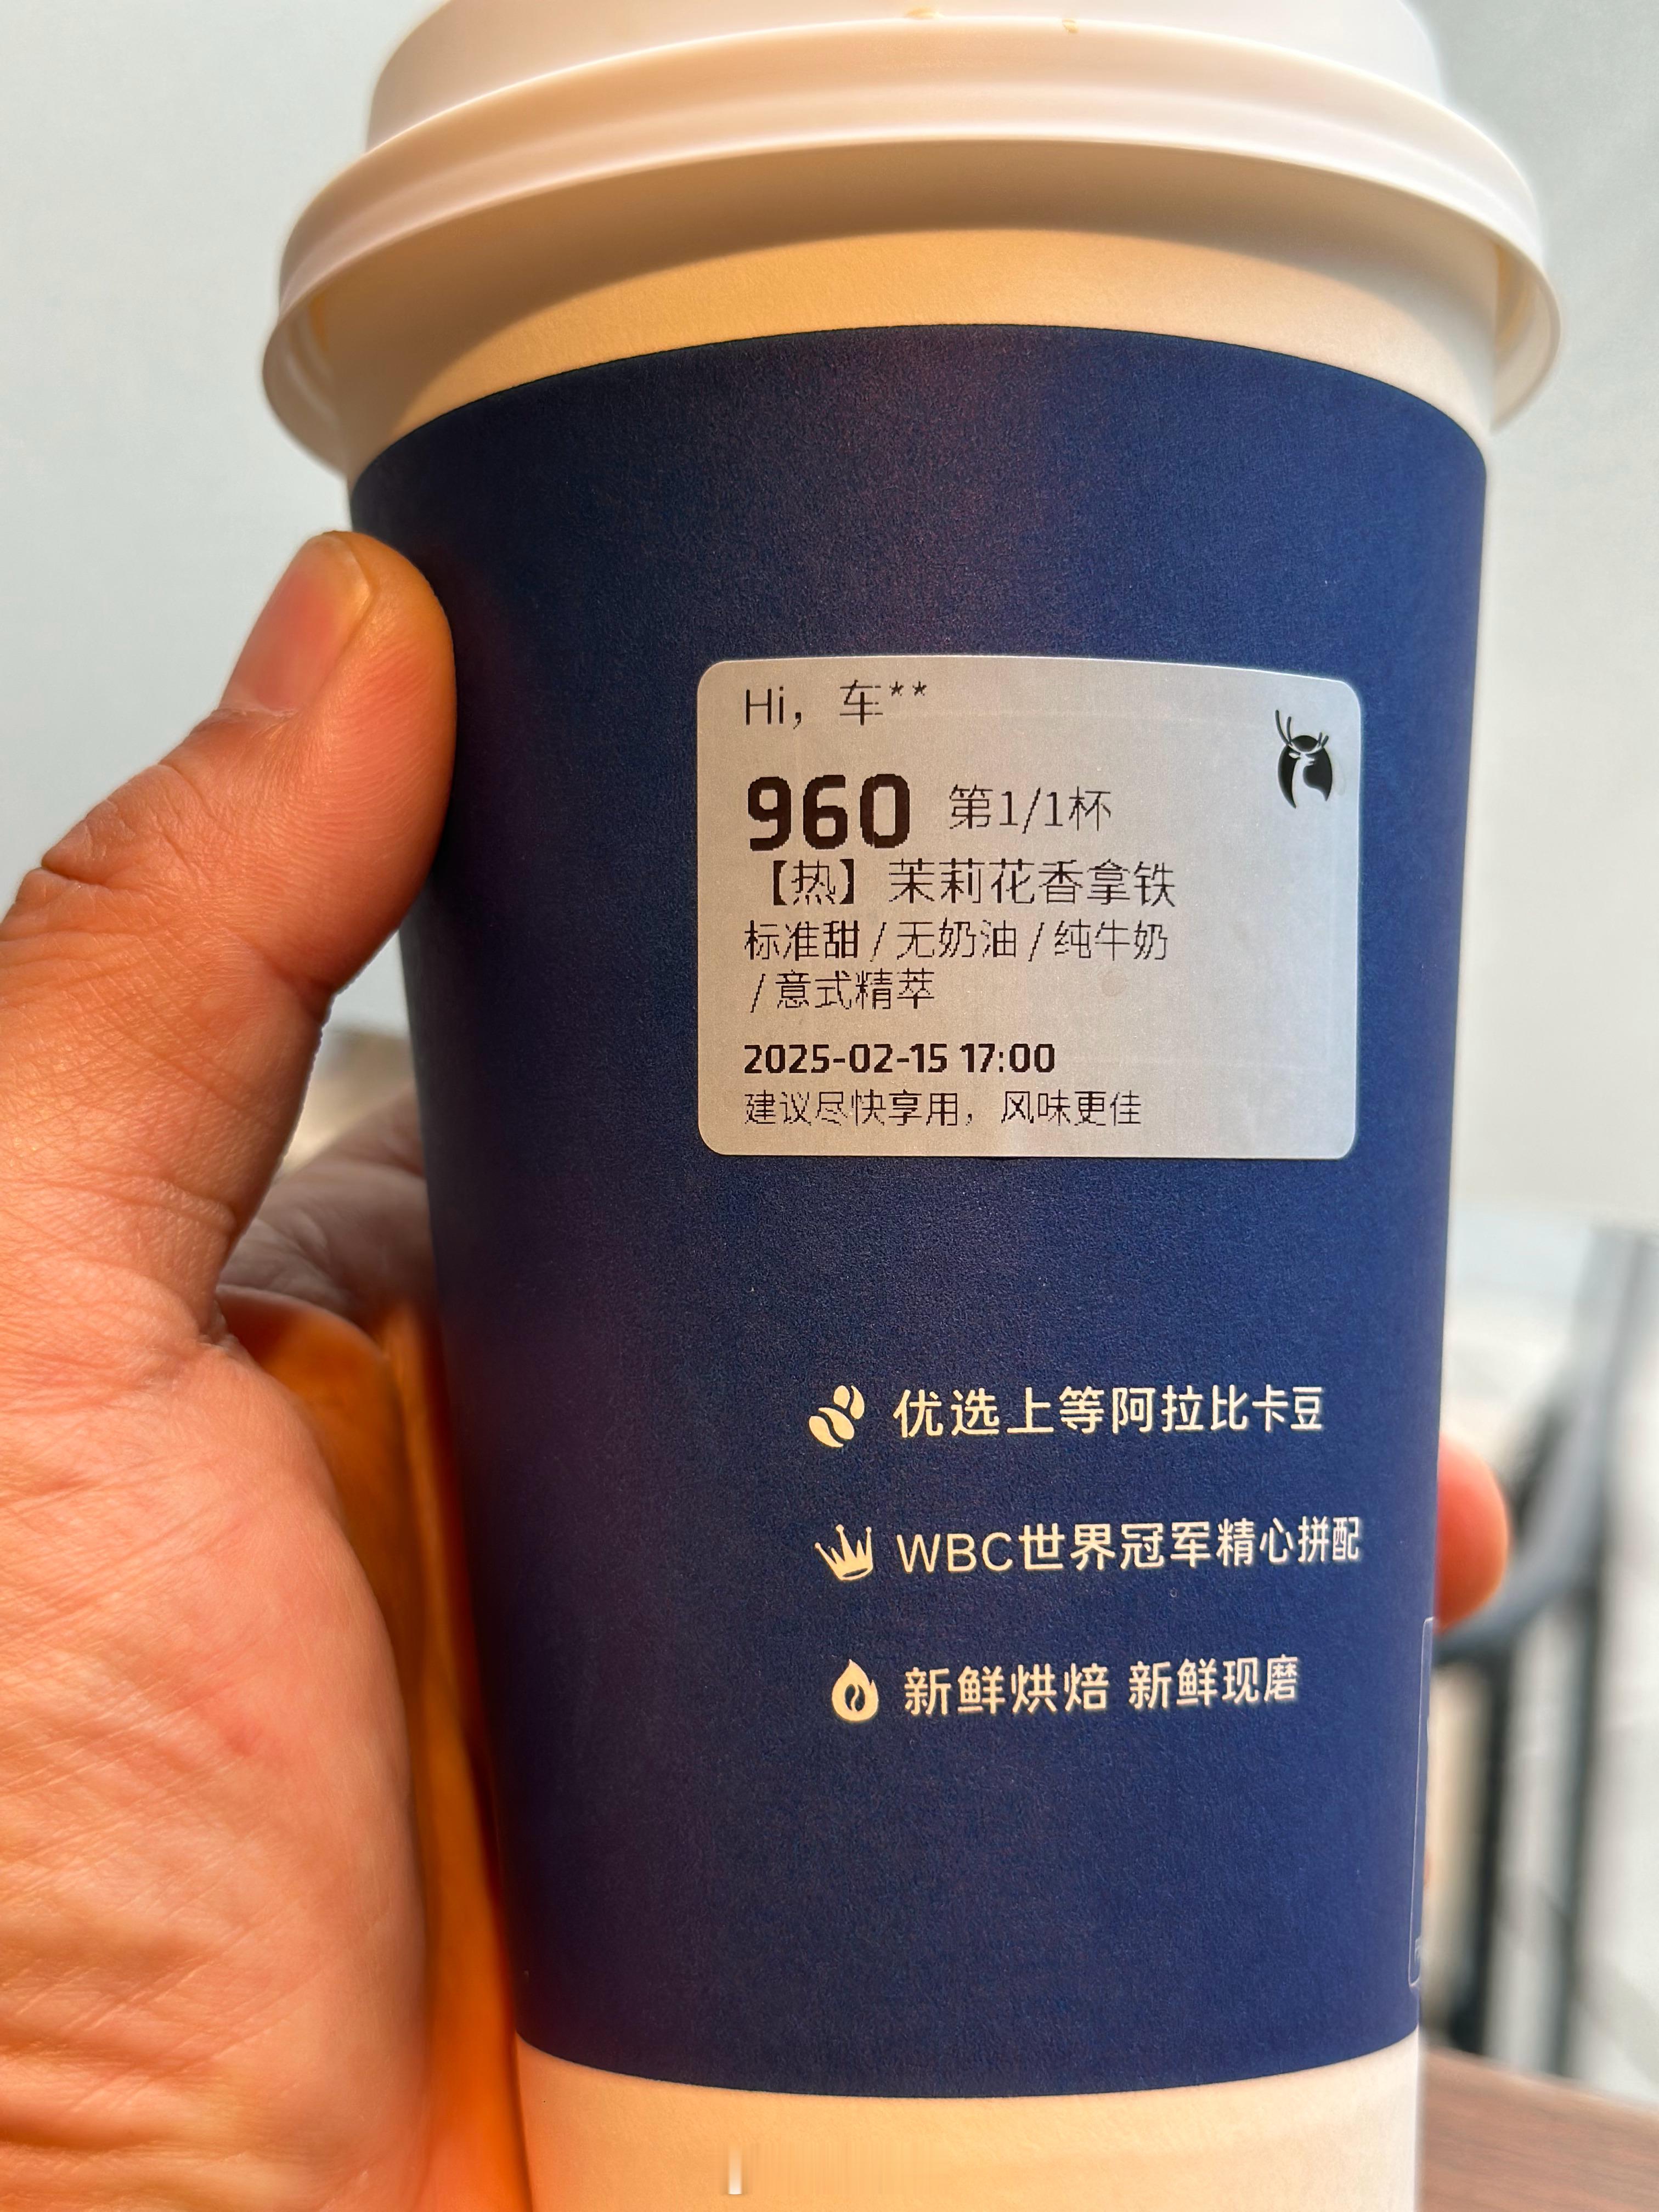 Hi，车**
960 第1/1杯
【热】茉莉花香拿铁
标准甜 / 无奶油 / 纯牛奶
/ 意式精萃
2025-02-15 17:00
建议尽快享用，风味更佳
优选上等阿拉比卡豆
WBC世界冠军精心拼配
新鲜烘焙 新鲜现磨